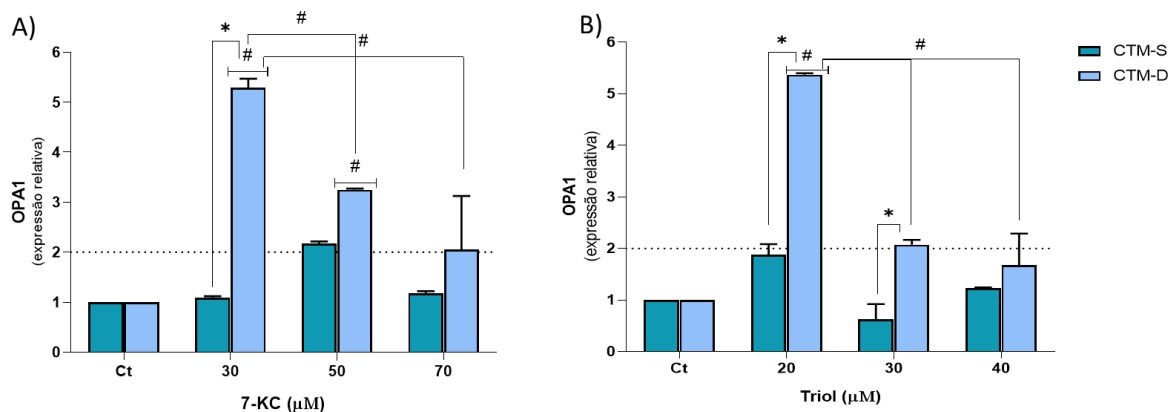 A)
#
*
#
#
#
OPA1
(expressão relativa)
6
5
4
3
2
1
0
Ct
30
50
70
7-KC (µM)
B)
*
#
#
*
OPA1
(expressão relativa)
6
5
4
3
2
1
0
Ct
20
30
40
Triol (µM)
CTM-S
CTM-D